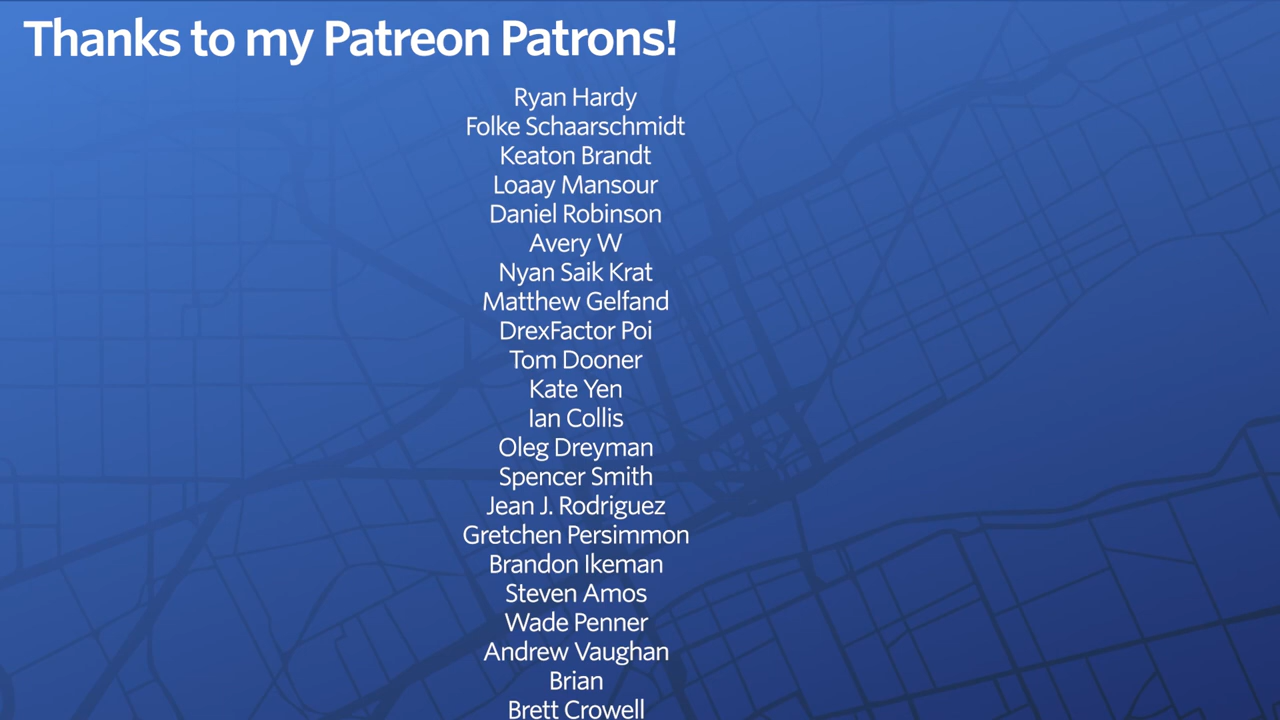 Thanks to my Patreon Patrons!
Ryan Hardy
Folke Schaarschmidt
Keaton Brandt
Loaay Mansour
Daniel Robinson
Avery W
Nyan Saik Krat
Matthew Gelfand
DrexFactor Poi
Tom Dooner
Kate Yen
Ian Collis
Oleg Dreyman
Spencer Smith
Jean J. Rodriguez
Gretchen Persimmon
Brandon Ikeman
Steven Amos
Wade Penner
Andrew Vaughan
Brian
Brett Crowell